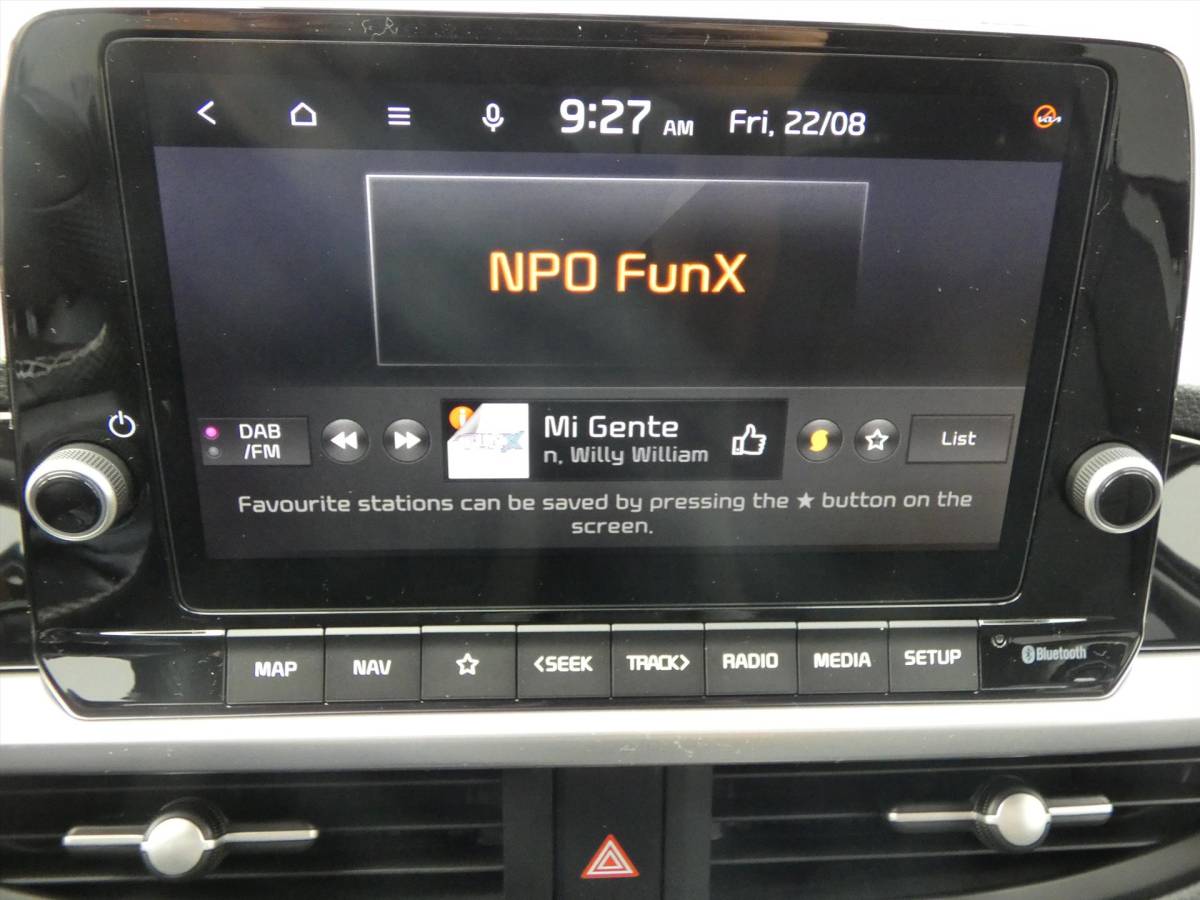 9:27 AM Fri, 22/08
KIA
NPO FunX
DAB
/FM
Mi Gente
n, Willy William
List
Favourite stations can be saved by pressing the ★ button on the
screen.
MAP NAV <SEEK TRACK> RADIO MEDIA SETUP Bluetooth